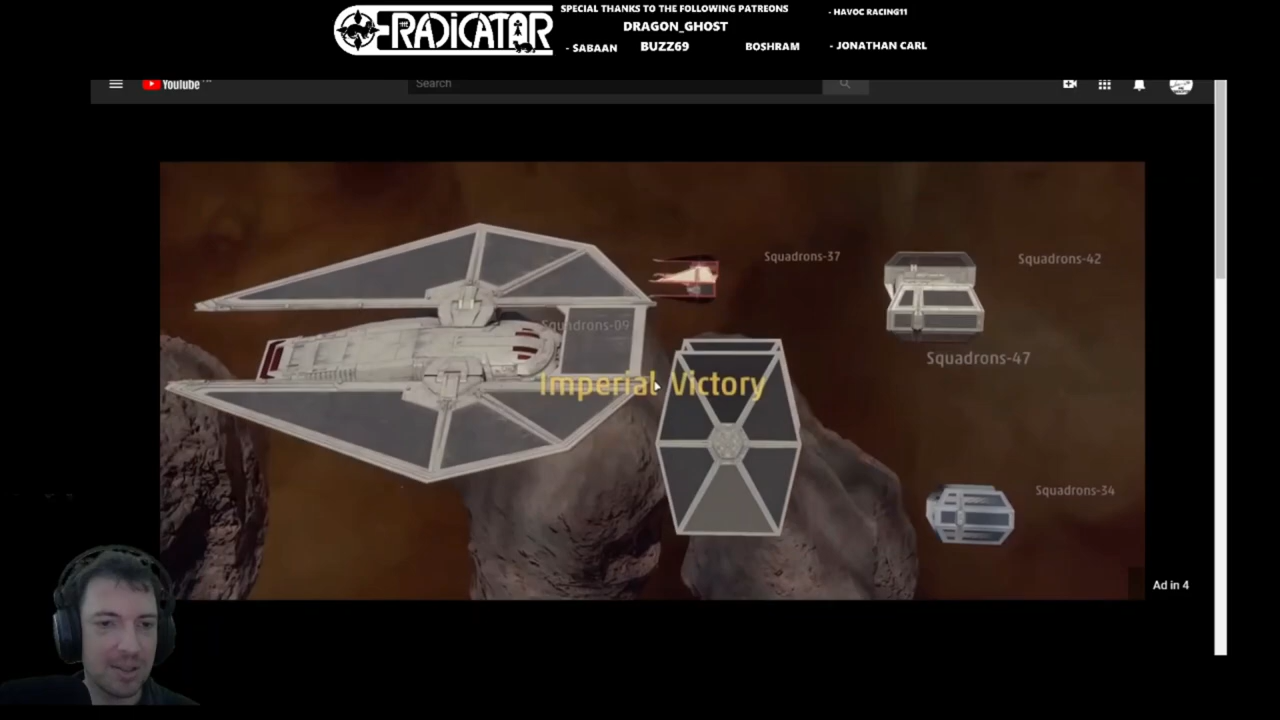 THE ERADICATOR
SPECIAL THANKS TO THE FOLLOWING PATREONS
- HAVOC RACING11
DRAGON_GHOST
- SABAAN
BUZZ69
BOSHRAM
- JONATHAN CARL
YouTube
Search
Squadrons-37
Squadrons-42
Squadrons-09
Squadrons-47
Imperial Victory
Squadrons-34
Ad in 4